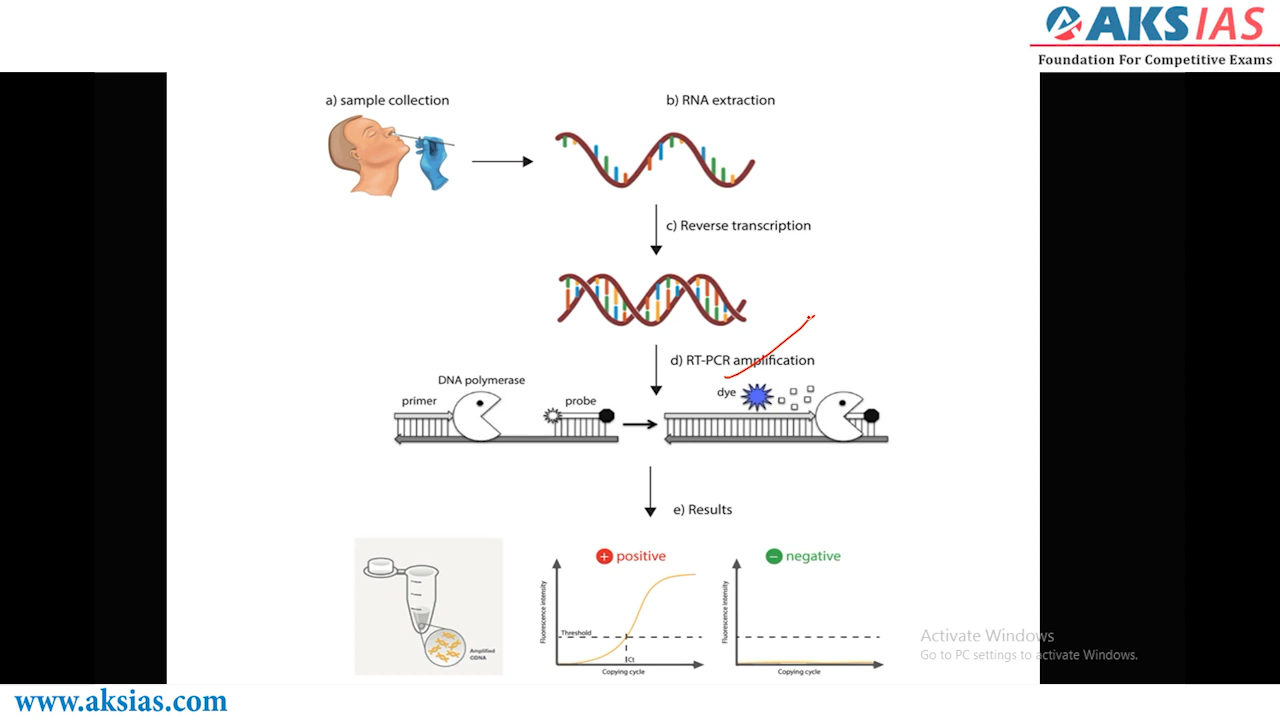 AKS IAS
Foundation For Competitive Exams
a) sample collection
b) RNA extraction
c) Reverse transcription
d) RT-PCR amplification
DNA polymerase
primer
probe
dye
e) Results
+ positive
− negative
Fluorescence intensity
Threshold
Ct
Copying cycle
Fluorescence intensity
Copying cycle
Amplified
CDNA
Activate Windows
Go to PC settings to activate Windows.
www.aksias.com